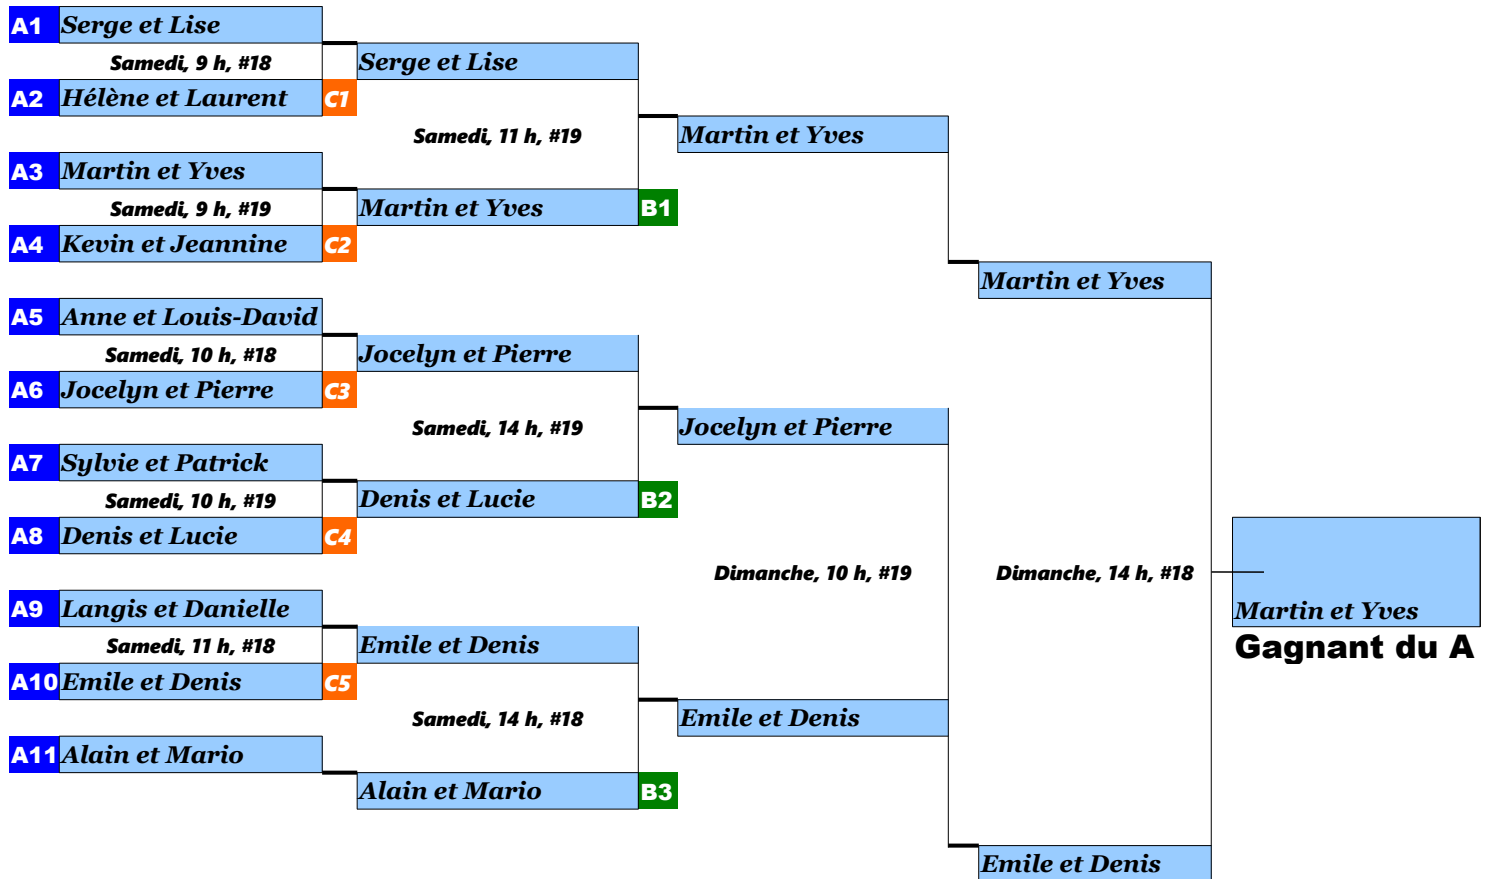 A1 Serge et Lise
Samedi, 9 h, #18
Serge et Lise
A2 Hélène et Laurent C1
Samedi, 11 h, #19
Martin et Yves
A3 Martin et Yves
Samedi, 9 h, #19
Martin et Yves B1
A4 Kevin et Jeannine C2
Martin et Yves
A5 Anne et Louis-David
Samedi, 10 h, #18
Jocelyn et Pierre
A6 Jocelyn et Pierre C3
Samedi, 14 h, #19
Jocelyn et Pierre
A7 Sylvie et Patrick
Samedi, 10 h, #19
Denis et Lucie B2
A8 Denis et Lucie C4
Dimanche, 10 h, #19
Dimanche, 14 h, #18
A9 Langis et Danielle
Martin et Yves
Samedi, 11 h, #18
Emile et Denis
Gagnant du A
A10 Emile et Denis C5
Samedi, 14 h, #18
Emile et Denis
A11 Alain et Mario
Alain et Mario B3
Emile et Denis